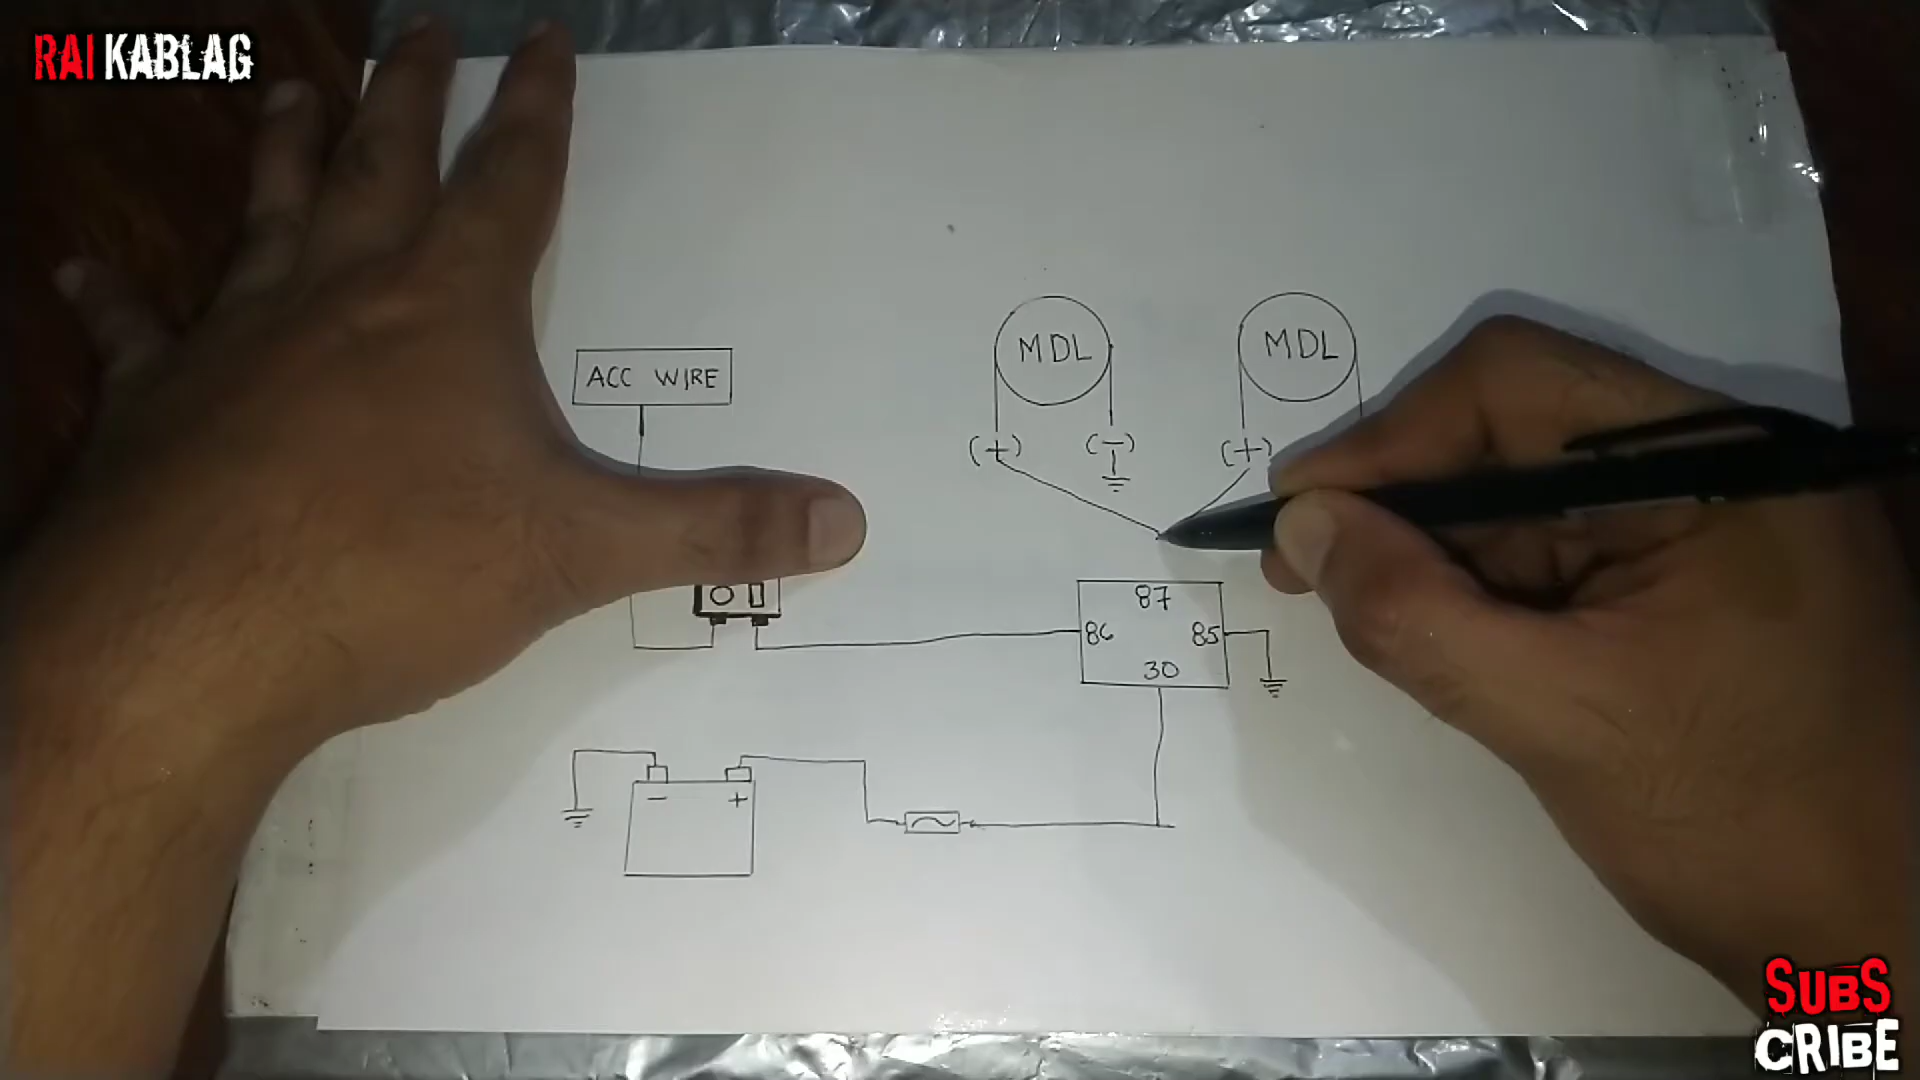 RAI KABLAG
MDL
MDL
ACC WIRE
(+)
(-)
(+)
87
86
85
30
-
+
SUBS
CRIBE